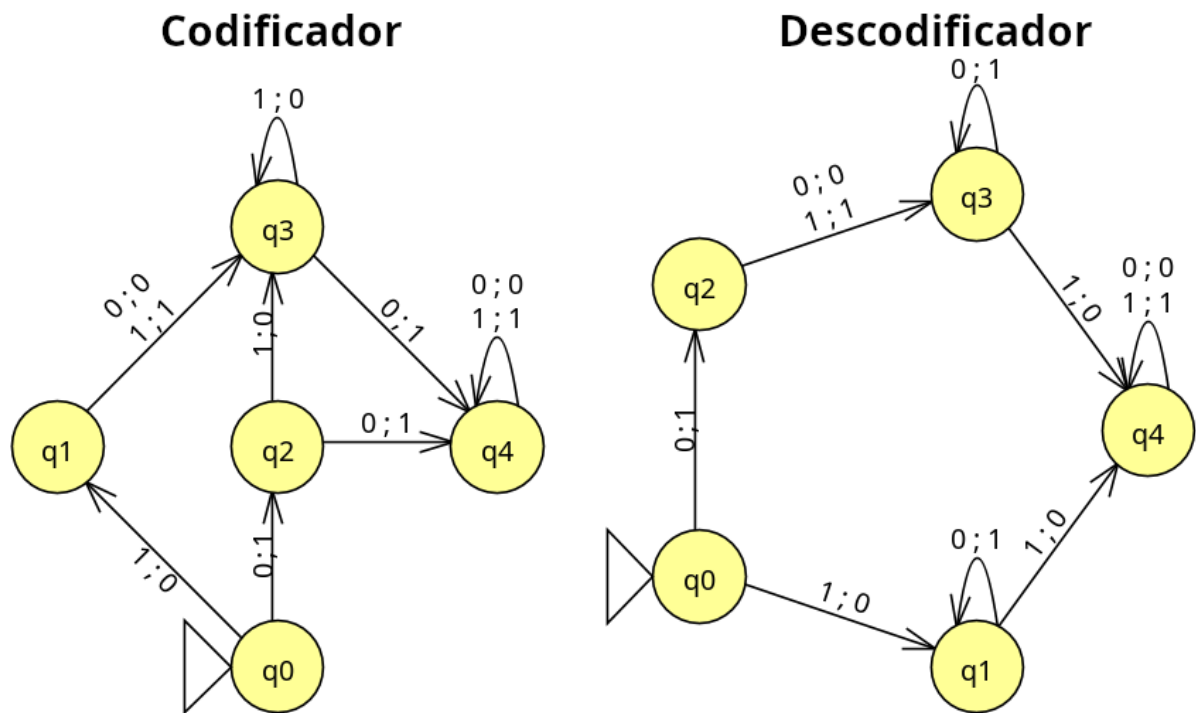 Codificador
1 ; 0
q3
0 ; 0
1 ; 1
1 ; 0
0 ; 1
0 ; 0
1 ; 1
q1
q2
0 ; 1
q4
1 ; 0
0 ; 1
q0
Descodificador
0 ; 1
q3
0 ; 0
1 ; 1
q2
1 ; 0
0 ; 0
1 ; 1
0 ; 1
q4
q0
1 ; 0
0 ; 1
1 ; 0
q1